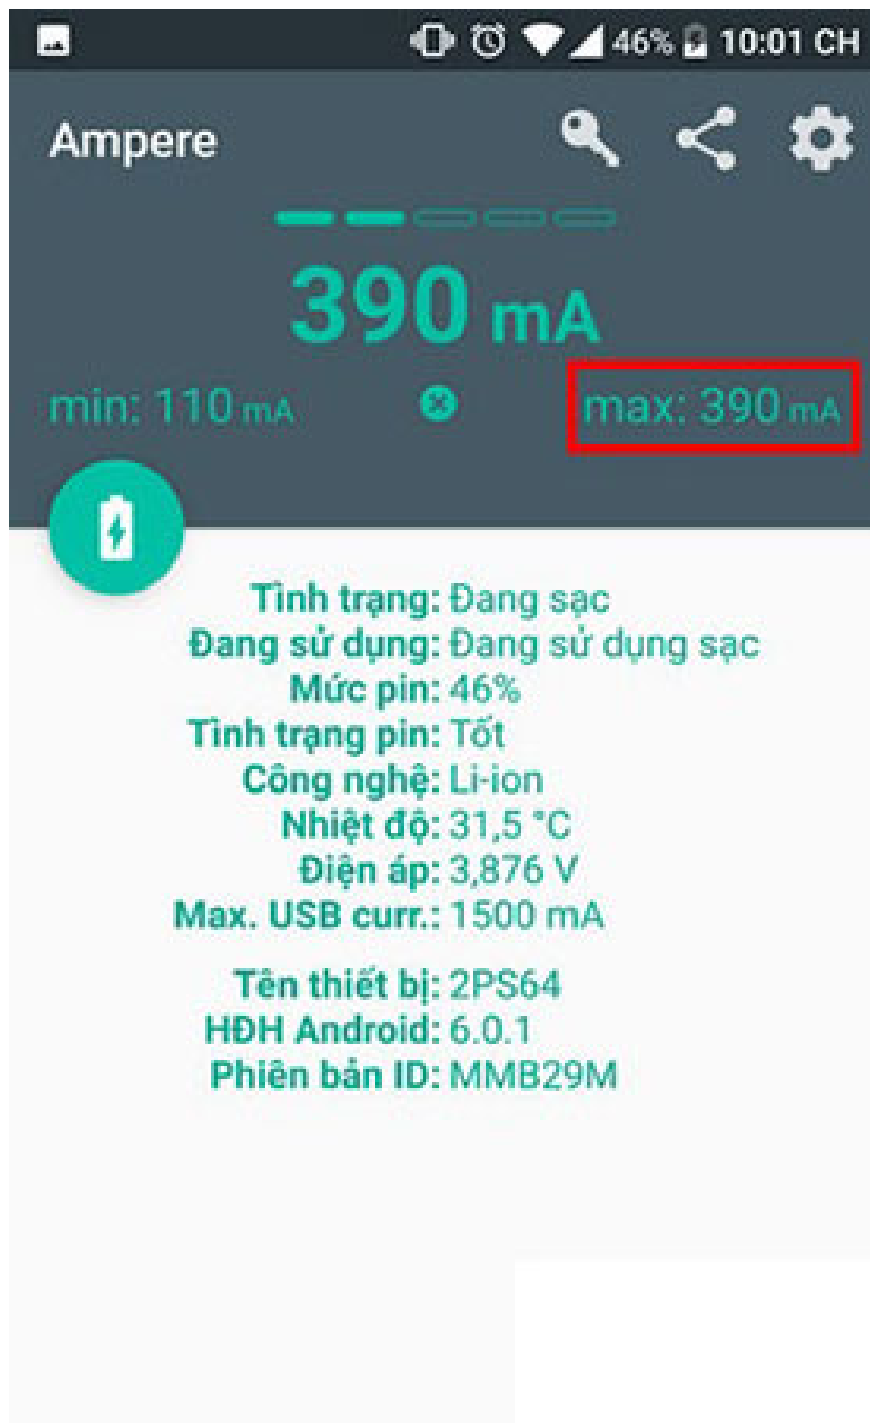 46% 10:01 CH
Ampere
390 mA
min: 110 mA max: 390 mA
Tình trạng: Đang sạc
Đang sử dụng: Đang sử dụng sạc
Mức pin: 46%
Tình trạng pin: Tốt
Công nghệ: Li-ion
Nhiệt độ: 31,5 °C
Điện áp: 3,876 V
Max. USB curr.: 1500 mA
Tên thiết bị: 2PS64
HĐH Android: 6.0.1
Phiên bản ID: MMB29M